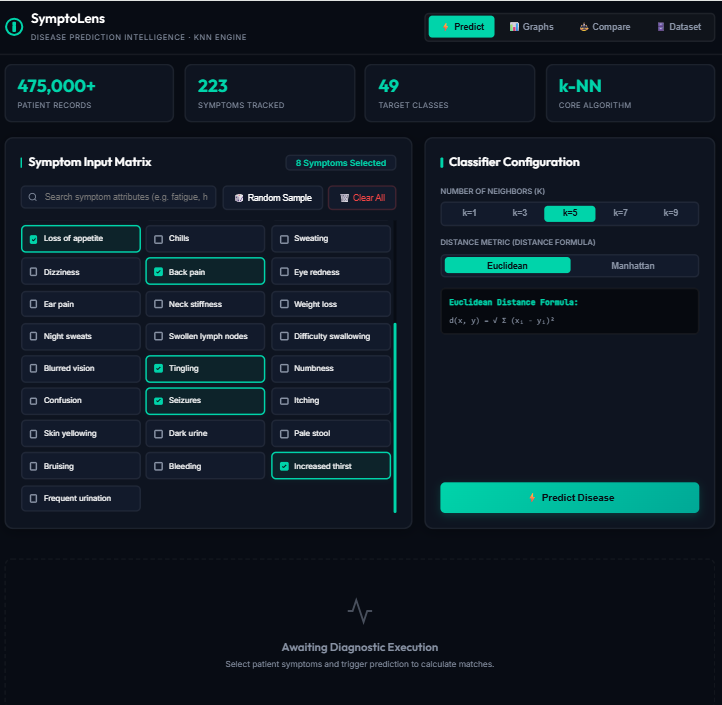 SymptoLens
DISEASE PREDICTION INTELLIGENCE · KNN ENGINE
Predict
Graphs
Compare
Dataset
475,000+
PATIENT RECORDS
223
SYMPTOMS TRACKED
49
TARGET CLASSES
k-NN
CORE ALGORITHM
Symptom Input Matrix
8 Symptoms Selected
Search symptom attributes (e.g. fatigue, h
Random Sample
Clear All
Loss of appetite
Chills
Sweating
Dizziness
Back pain
Eye redness
Ear pain
Neck stiffness
Weight loss
Night sweats
Swollen lymph nodes
Difficulty swallowing
Blurred vision
Tingling
Numbness
Confusion
Seizures
Itching
Skin yellowing
Dark urine
Pale stool
Bruising
Bleeding
Increased thirst
Frequent urination
Classifier Configuration
NUMBER OF NEIGHBORS (K)
k=1
k=3
k=5
k=7
k=9
DISTANCE METRIC (DISTANCE FORMULA)
Euclidean
Manhattan
Euclidean Distance Formula:
d(x, y) = √ Σ (xᵢ - yᵢ)²
Predict Disease
Awaiting Diagnostic Execution
Select patient symptoms and trigger prediction to calculate matches.